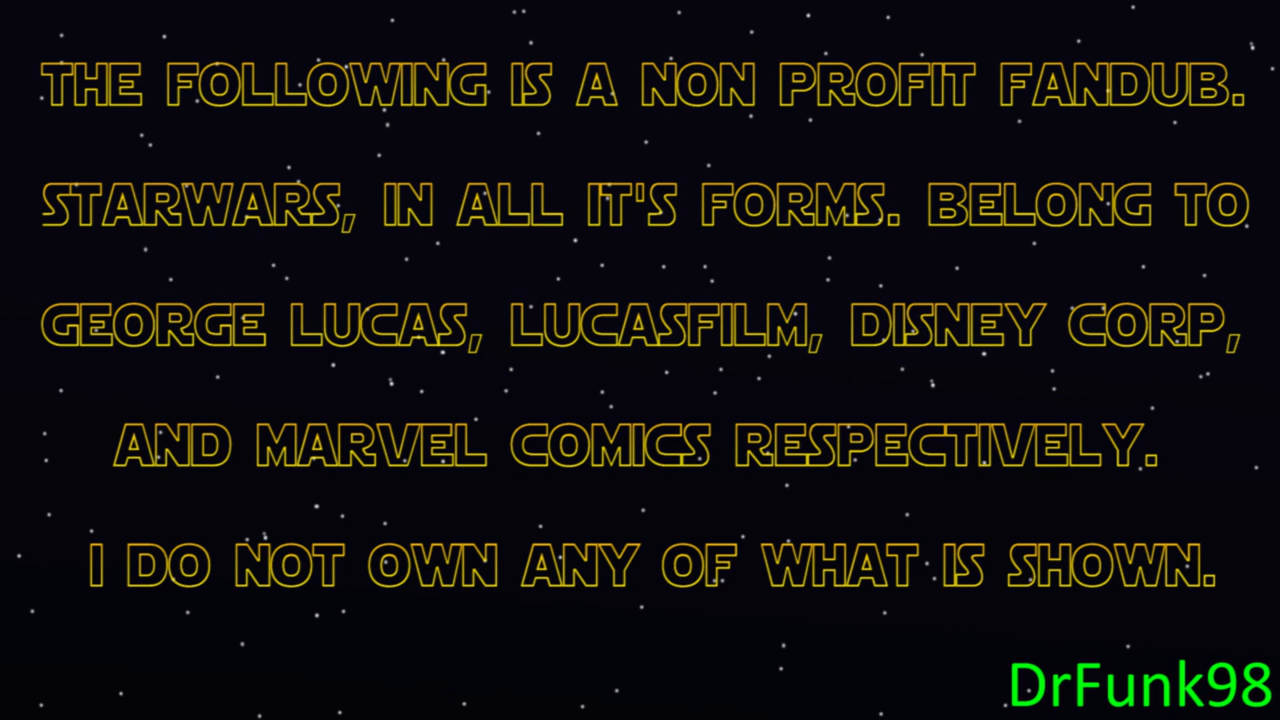 THE FOLLOWING IS A NON PROFIT FANDUB.
STARWARS, IN ALL IT'S FORMS. BELONG TO
GEORGE LUCAS, LUCASFILM, DISNEY CORP,
AND MARVEL COMICS RESPECTIVELY.
I DO NOT OWN ANY OF WHAT IS SHOWN.
DrFunk98